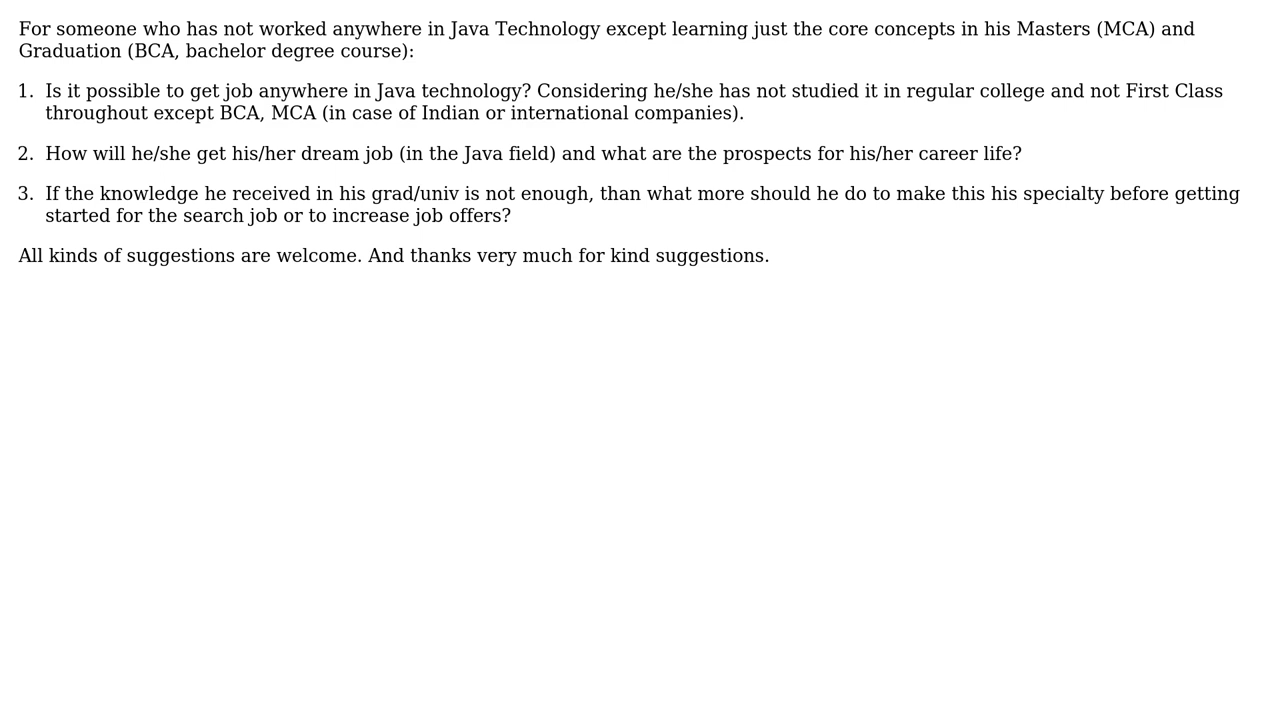 For someone who has not worked anywhere in Java Technology except learning just the core concepts in his Masters (MCA) and
Graduation (BCA, bachelor degree course):
1. Is it possible to get job anywhere in Java technology? Considering he/she has not studied it in regular college and not First Class
throughout except BCA, MCA (in case of Indian or international companies).
2. How will he/she get his/her dream job (in the Java field) and what are the prospects for his/her career life?
3. If the knowledge he received in his grad/univ is not enough, than what more should he do to make this his specialty before getting
started for the search job or to increase job offers?
All kinds of suggestions are welcome. And thanks very much for kind suggestions.